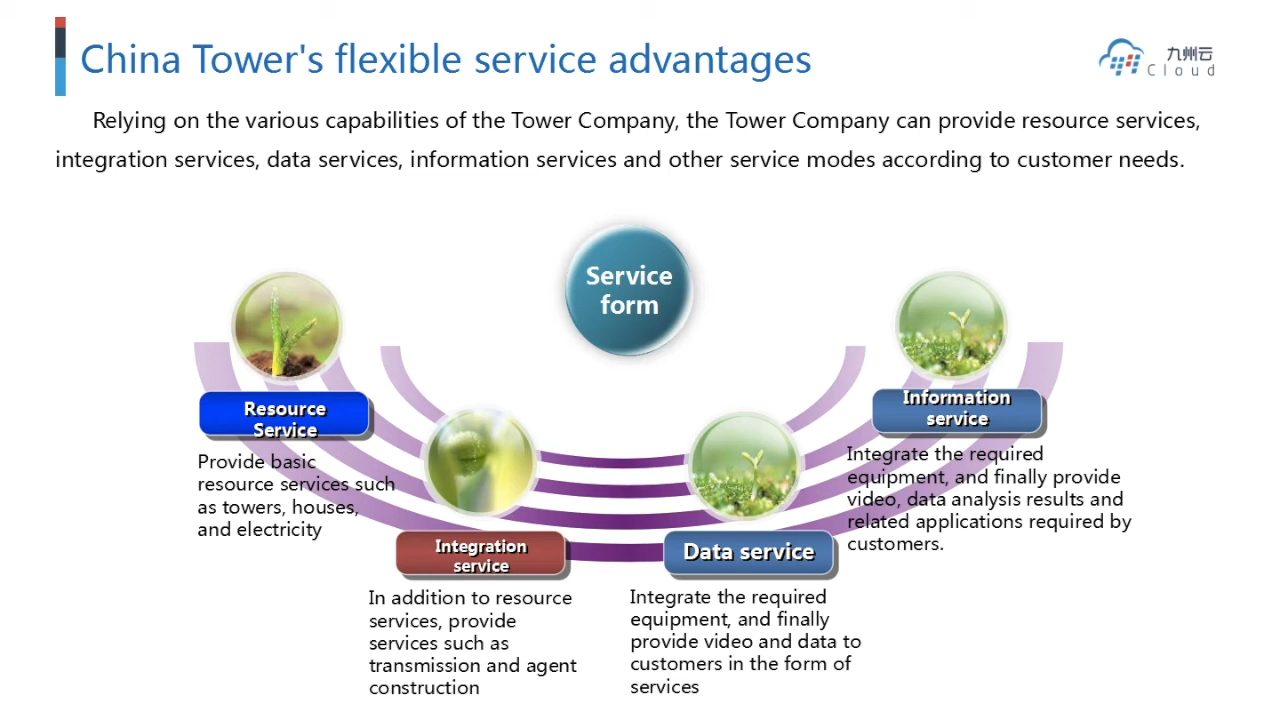 China Tower's flexible service advantages
九州云
Cloud
Relying on the various capabilities of the Tower Company, the Tower Company can provide resource services,
integration services, data services, information services and other service modes according to customer needs.
Service
form
Resource
Service
Provide basic
resource services such
as towers, houses,
and electricity
Integration
service
In addition to resource
services, provide
services such as
transmission and agent
construction
Data service
Integrate the required
equipment, and finally
provide video and data to
customers in the form of
services
Information
service
Integrate the required
equipment, and finally provide
video, data analysis results and
related applications required by
customers.